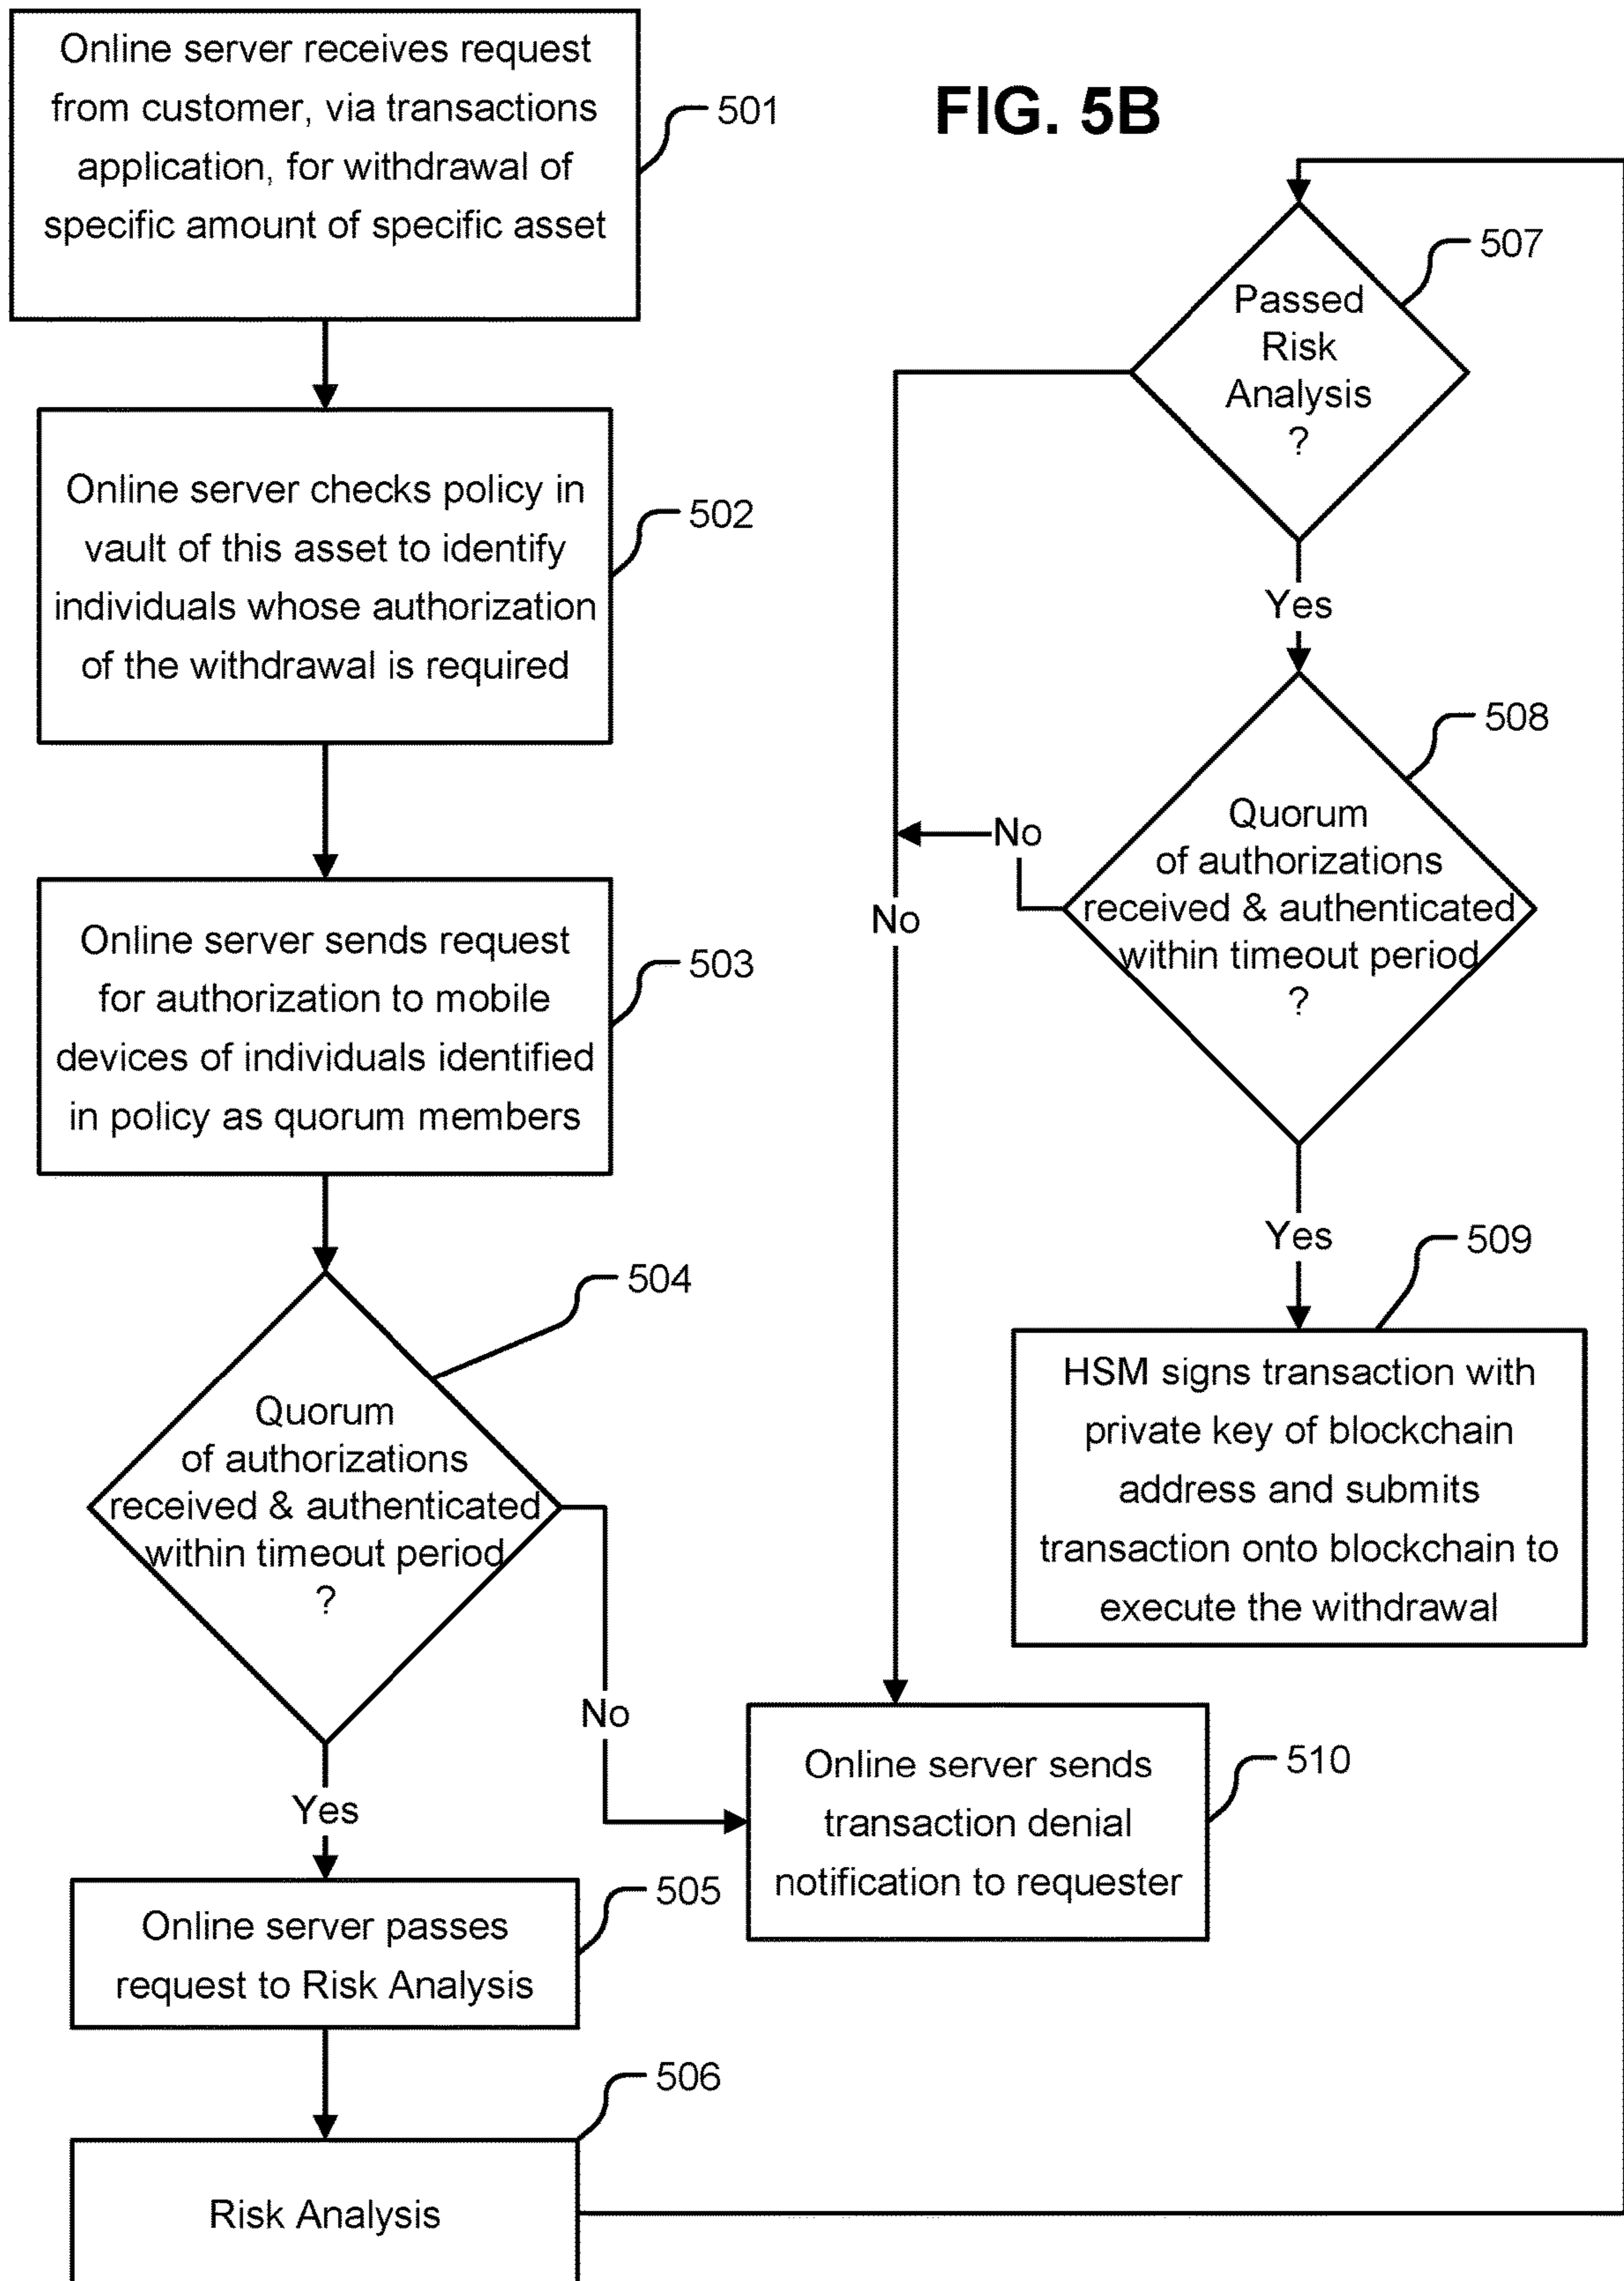 FIG. 5B
Online server receives request
from customer, via transactions
application, for withdrawal of
specific amount of specific asset
501
Online server checks policy in
vault of this asset to identify
individuals whose authorization
of the withdrawal is required
502
Online server sends request
for authorization to mobile
devices of individuals identified
in policy as quorum members
503
504
Quorum
of authorizations
received & authenticated
within timeout period
?
No
Yes
Online server passes
request to Risk Analysis
505
506
Risk Analysis
507
Passed
Risk
Analysis
?
No
Yes
508
Quorum
of authorizations
received & authenticated
within timeout period
?
No
Yes
509
HSM signs transaction with
private key of blockchain
address and submits
transaction onto blockchain to
execute the withdrawal
Online server sends
transaction denial
notification to requester
510